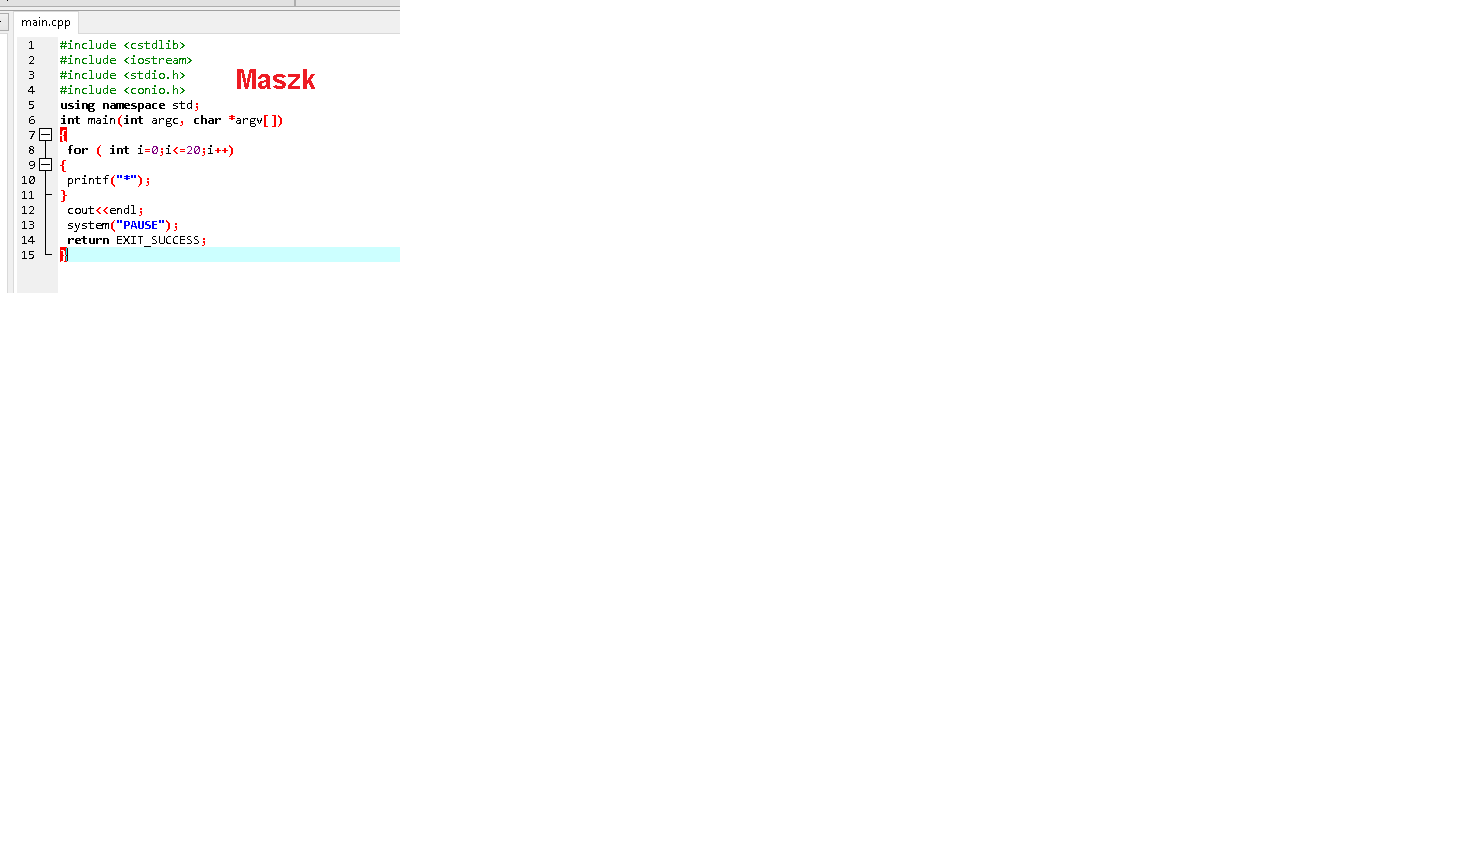 main.cpp
1 #include <cstdlib>
2 #include <iostream>
3 #include <stdio.h>
Maszk
4 #include <conio.h>
5 using namespace std;
6 int main(int argc, char *argv[])
7 {
8 for ( int i=0;i<=20;i++)
9 {
10 printf("*");
11 }
12 cout<<endl;
13 system("PAUSE");
14 return EXIT_SUCCESS;
15 }